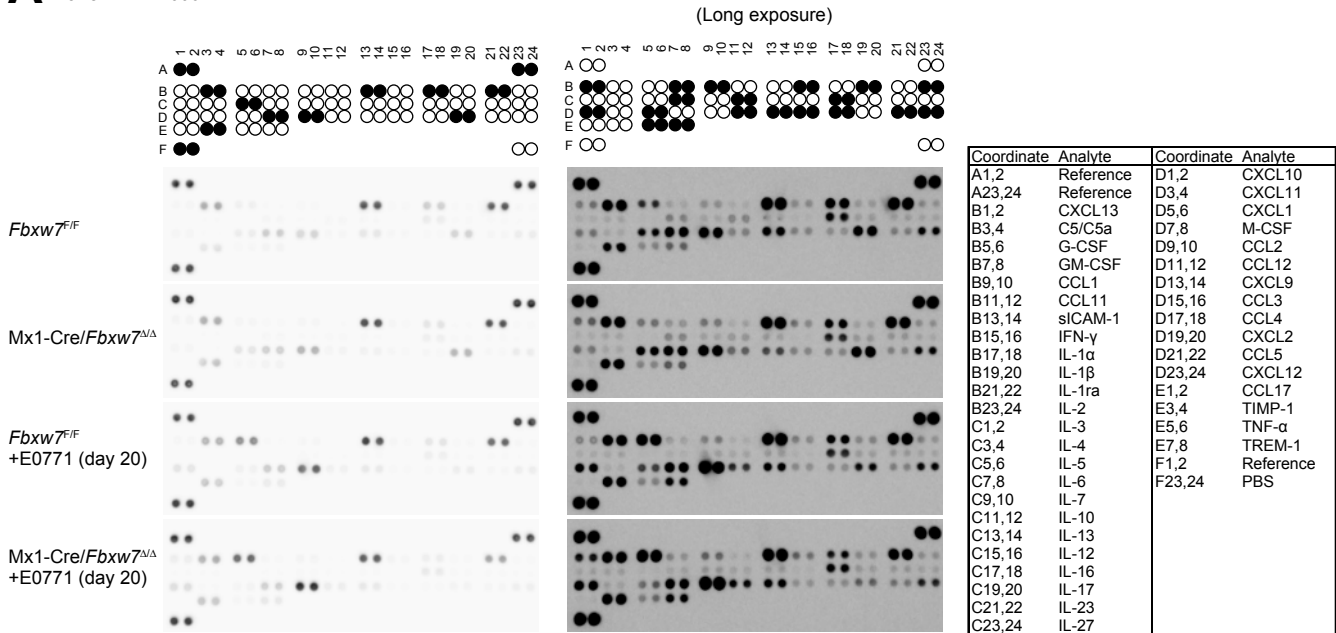 A
(Long exposure)
1 2 3 4 5 6 7 8 9 10 11 12 13 14 15 16 17 18 19 20 21 22 23 24
1 2 3 4 5 6 7 8 9 10 11 12 13 14 15 16 17 18 19 20 21 22 23 24
A
B
C
D
E
F
A
B
C
D
E
F
Fbxw7F/F
Mx1-Cre/Fbxw7Δ/Δ
Fbxw7F/F
+E0771 (day 20)
Mx1-Cre/Fbxw7Δ/Δ
+E0771 (day 20)
Coordinate Analyte Coordinate Analyte
A1,2 Reference D1,2 CXCL10
A23,24 Reference D3,4 CXCL11
B1,2 CXCL13 D5,6 CXCL1
B3,4 C5/C5a D7,8 M-CSF
B5,6 G-CSF D9,10 CCL2
B7,8 GM-CSF D11,12 CCL12
B9,10 CCL1 D13,14 CXCL9
B11,12 CCL11 D15,16 CCL3
B13,14 sICAM-1 D17,18 CCL4
B15,16 IFN-γ D19,20 CXCL2
B17,18 IL-1α D21,22 CCL5
B19,20 IL-1β D23,24 CXCL12
B21,22 IL-1ra E1,2 CCL17
B23,24 IL-2 E3,4 TIMP-1
C1,2 IL-3 E5,6 TNF-α
C3,4 IL-4 E7,8 TREM-1
C5,6 IL-5 F1,2 Reference
C7,8 IL-6 F23,24 PBS
C9,10 IL-7
C11,12 IL-10
C13,14 IL-13
C15,16 IL-12
C17,18 IL-16
C19,20 IL-17
C21,22 IL-23
C23,24 IL-27